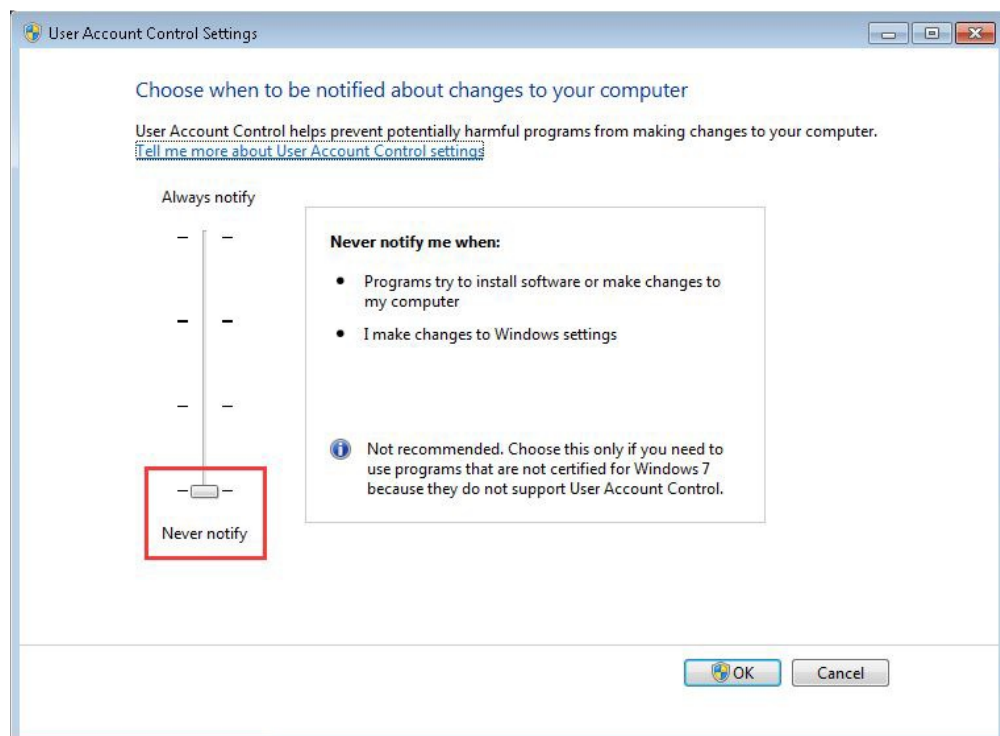 User Account Control Settings
Choose when to be notified about changes to your computer
User Account Control helps prevent potentially harmful programs from making changes to your computer.
Tell me more about User Account Control settings
Always notify
Never notify me when:
Programs try to install software or make changes to
my computer
I make changes to Windows settings
Not recommended. Choose this only if you need to
use programs that are not certified for Windows 7
because they do not support User Account Control.
Never notify
OK
Cancel